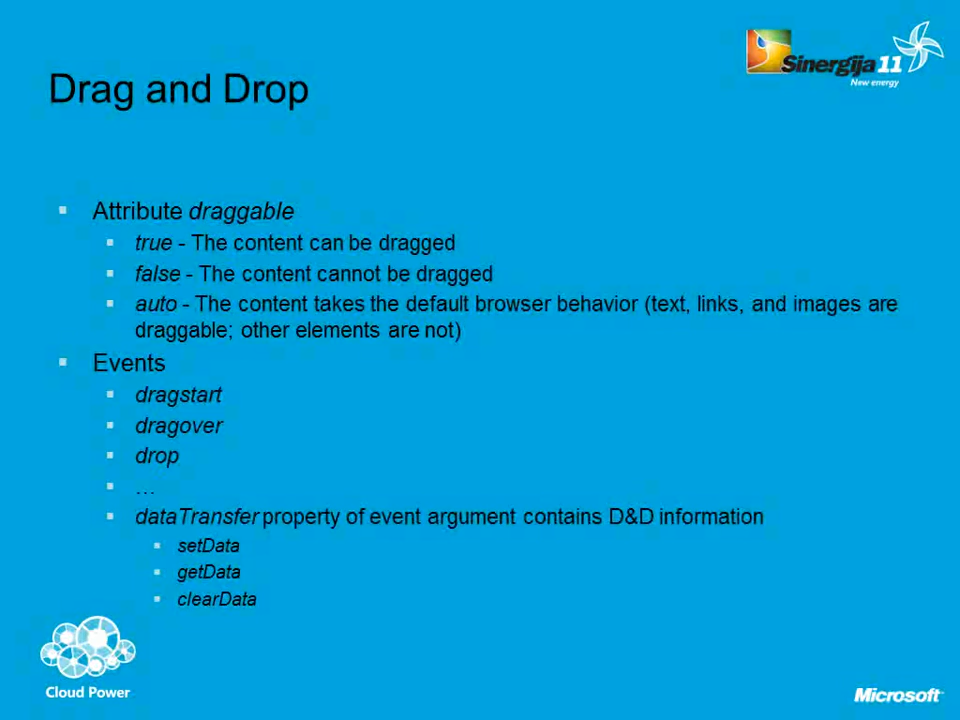 Sinergija 11
New energy
Drag and Drop
Attribute draggable
true - The content can be dragged
false - The content cannot be dragged
auto - The content takes the default browser behavior (text, links, and images are
draggable; other elements are not)
Events
dragstart
dragover
drop
…
dataTransfer property of event argument contains D&D information
setData
getData
clearData
Cloud Power
Microsoft